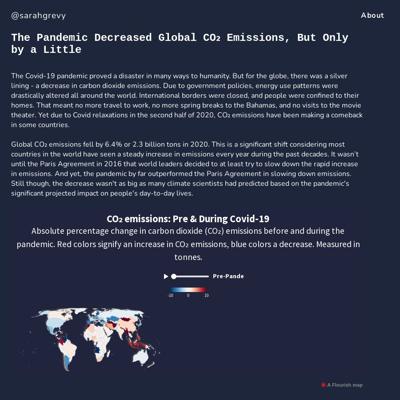 @sarahgrevy
About
The Pandemic Decreased Global CO₂ Emissions, But Only
by a Little
The Covid-19 pandemic proved a disaster in many ways to humanity. But for the globe, there was a silver
lining - a decrease in carbon dioxide emissions. Due to government policies, energy use patterns were
drastically altered all around the world. International borders were closed, and people were confined to their
homes. That meant no more travel to work, no more spring breaks to the Bahamas, and no visits to the movie
theater. Yet due to Covid relaxations in the second half of 2020, CO₂ emissions have been making a comeback
in some countries.
Global CO₂ emissions fell by 6.4% or 2.3 billion tons in 2020. This is a significant shift considering most
countries in the world have seen a steady increase in emissions every year during the past decades. It wasn't
until the Paris Agreement in 2016 that world leaders decided to at least try to slow down the rapid increase
in emissions. And yet, the pandemic by far outperformed the Paris Agreement in slowing down emissions.
Still though, the decrease wasn't as big as many climate scientists had predicted based on the pandemic's
significant projected impact on people's day-to-day lives.
CO₂ emissions: Pre & During Covid-19
Absolute percentage change in carbon dioxide (CO₂) emissions before and during the
pandemic. Red colors signify an increase in CO₂ emissions, blue colors a decrease. Measured in
tonnes.
Pre-Pande
-10 0 10
A Flourish map